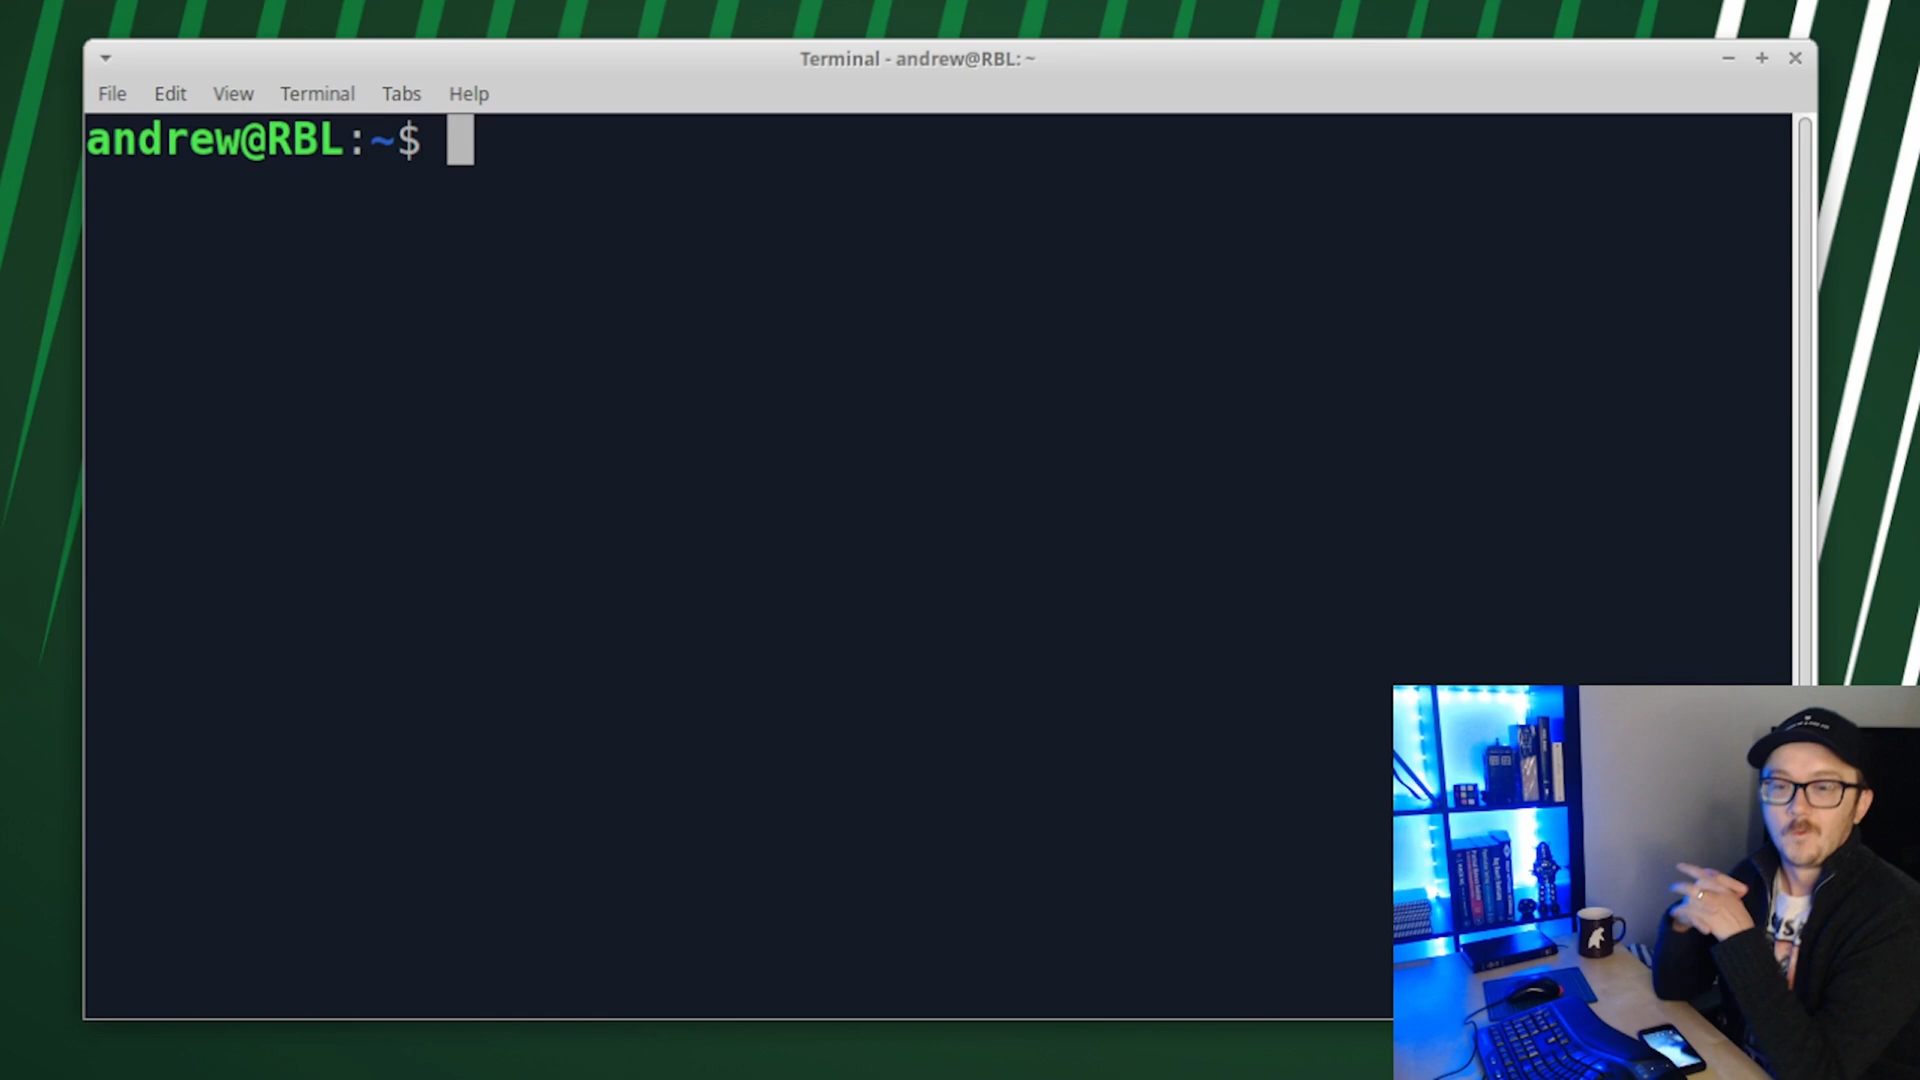 Terminal - andrew@RBL: ~
File Edit View Terminal Tabs Help
andrew@RBL:~$